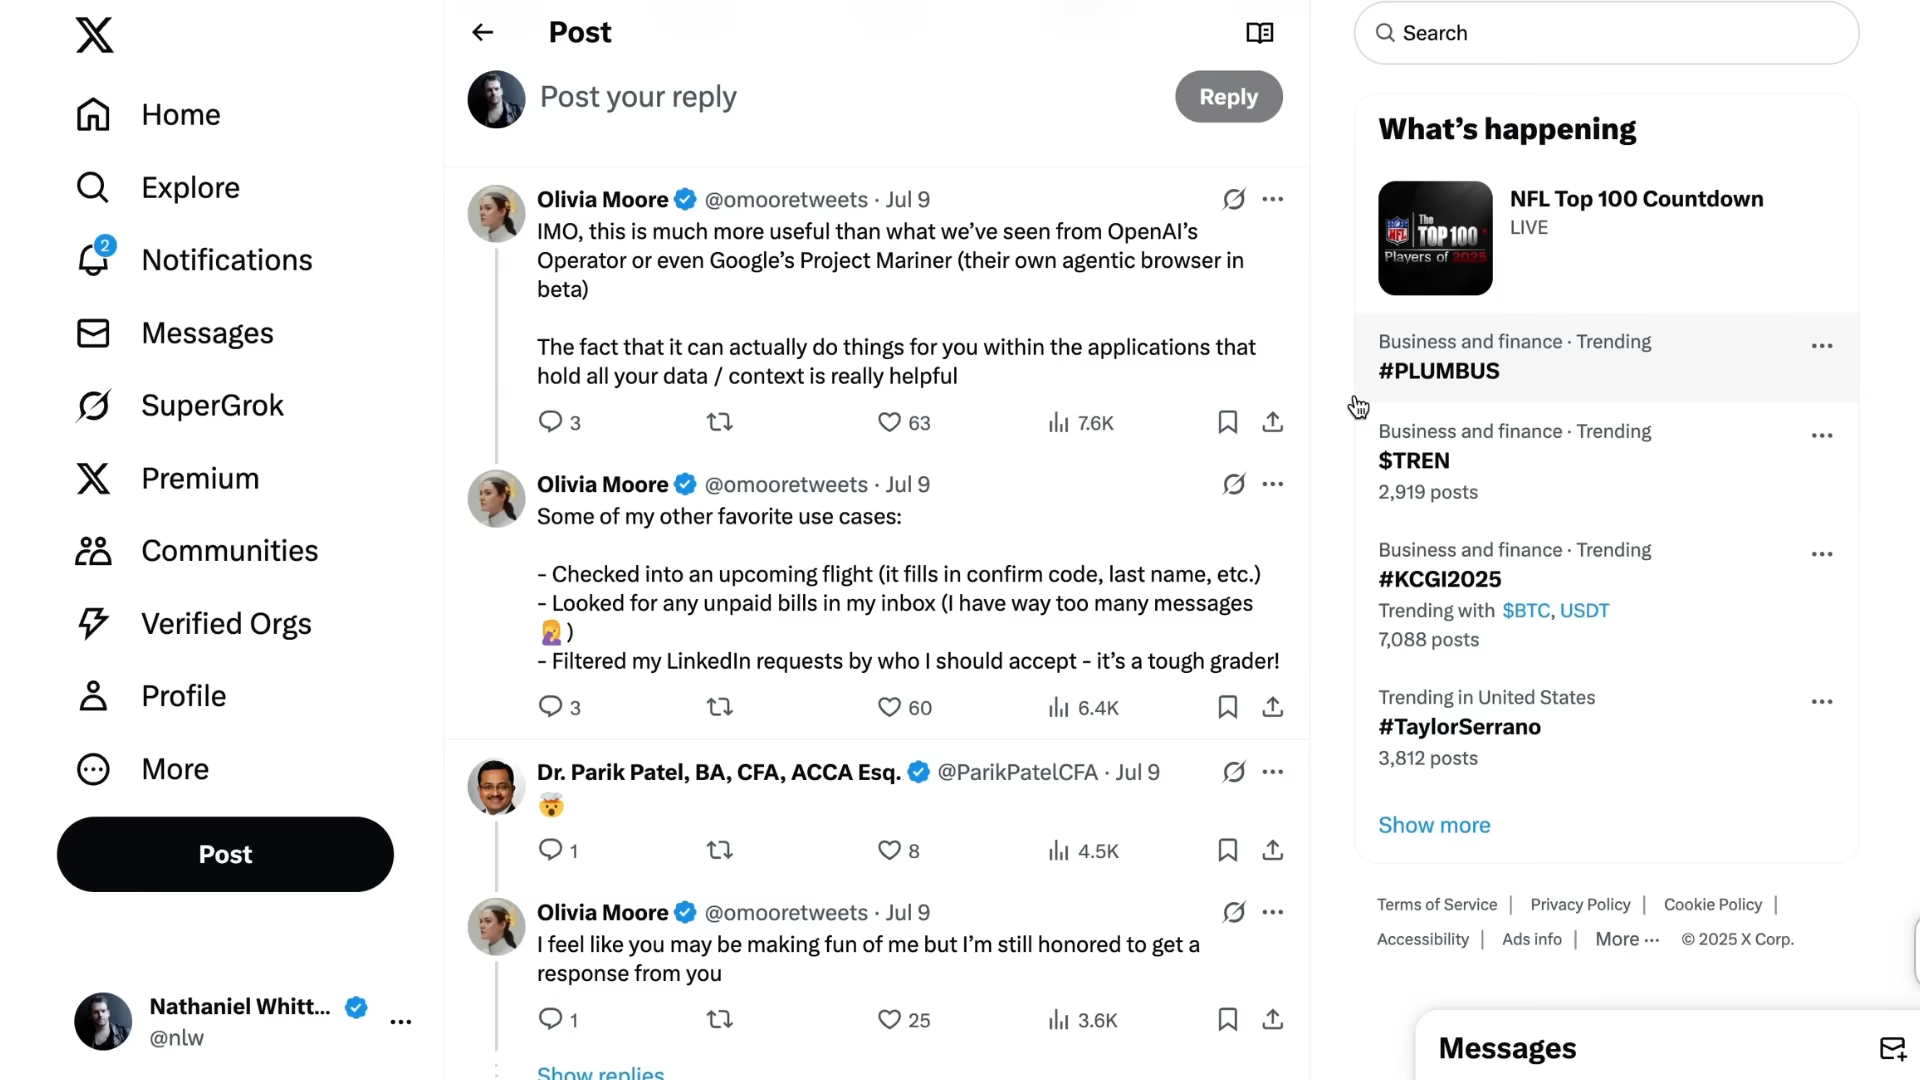 Home
Explore
2
Notifications
Messages
SuperGrok
Premium
Communities
Verified Orgs
Profile
More
Post
Nathaniel Whitt...
@nlw
Post
Post your reply
Reply
Olivia Moore @omooretweets · Jul 9
IMO, this is much more useful than what we've seen from OpenAI's
Operator or even Google's Project Mariner (their own agentic browser in
beta)
The fact that it can actually do things for you within the applications that
hold all your data / context is really helpful
3 63 7.6K
Olivia Moore @omooretweets · Jul 9
Some of my other favorite use cases:
- Checked into an upcoming flight (it fills in confirm code, last name, etc.)
- Looked for any unpaid bills in my inbox (I have way too many messages
🤦‍♀️)
- Filtered my LinkedIn requests by who I should accept - it's a tough grader!
3 60 6.4K
Dr. Parik Patel, BA, CFA, ACCA Esq. @ParikPatelCFA · Jul 9
🤯
1 8 4.5K
Olivia Moore @omooretweets · Jul 9
I feel like you may be making fun of me but I'm still honored to get a
response from you
1 25 3.6K
Show replies
Search
What's happening
The
NFL TOP 100
Players of 2025
NFL Top 100 Countdown
LIVE
Business and finance · Trending
#PLUMBUS
Business and finance · Trending
$TREN
2,919 posts
Business and finance · Trending
#KCGI2025
Trending with $BTC, USDT
7,088 posts
Trending in United States
#TaylorSerrano
3,812 posts
Show more
Terms of Service | Privacy Policy | Cookie Policy |
Accessibility | Ads info | More ··· © 2025 X Corp.
Messages